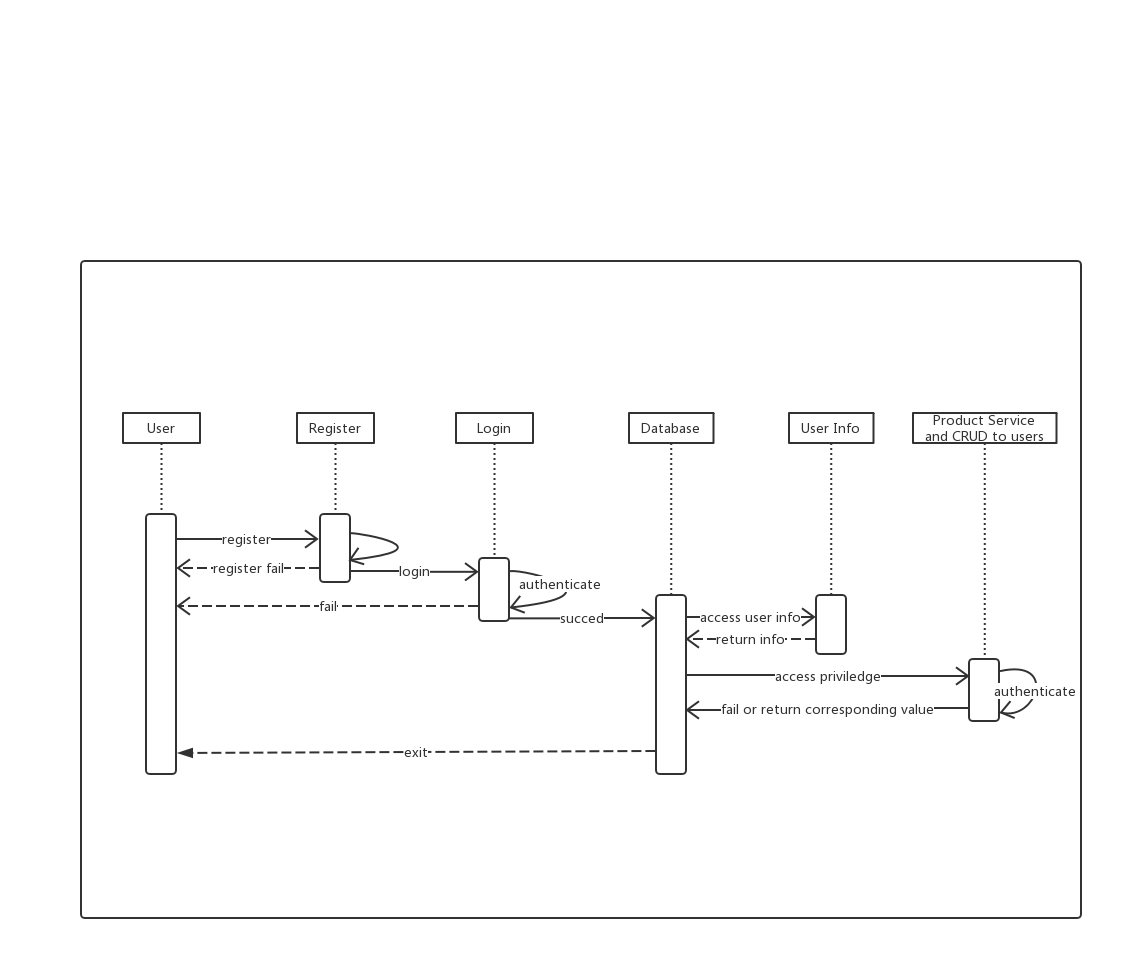 User
Register
Login
Database
User Info
Product Service
and CRUD to users
register
register fail
login
authenticate
fail
succed
access user info
return info
access priviledge
authenticate
fail or return corresponding value
exit